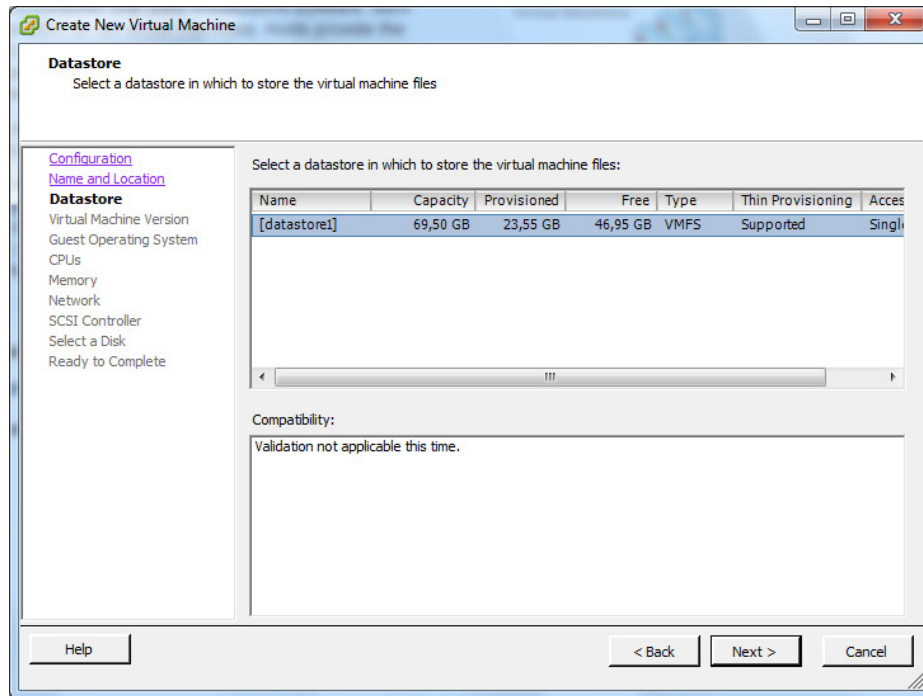 Create New Virtual Machine
Datastore
Select a datastore in which to store the virtual machine files
Configuration
Name and Location
Datastore
Virtual Machine Version
Guest Operating System
CPUs
Memory
Network
SCSI Controller
Select a Disk
Ready to Complete
Select a datastore in which to store the virtual machine files:
Name Capacity Provisioned Free Type Thin Provisioning Acces
[datastore1] 69,50 GB 23,55 GB 46,95 GB VMFS Supported Singl
Compatibility:
Validation not applicable this time.
Help < Back Next > Cancel